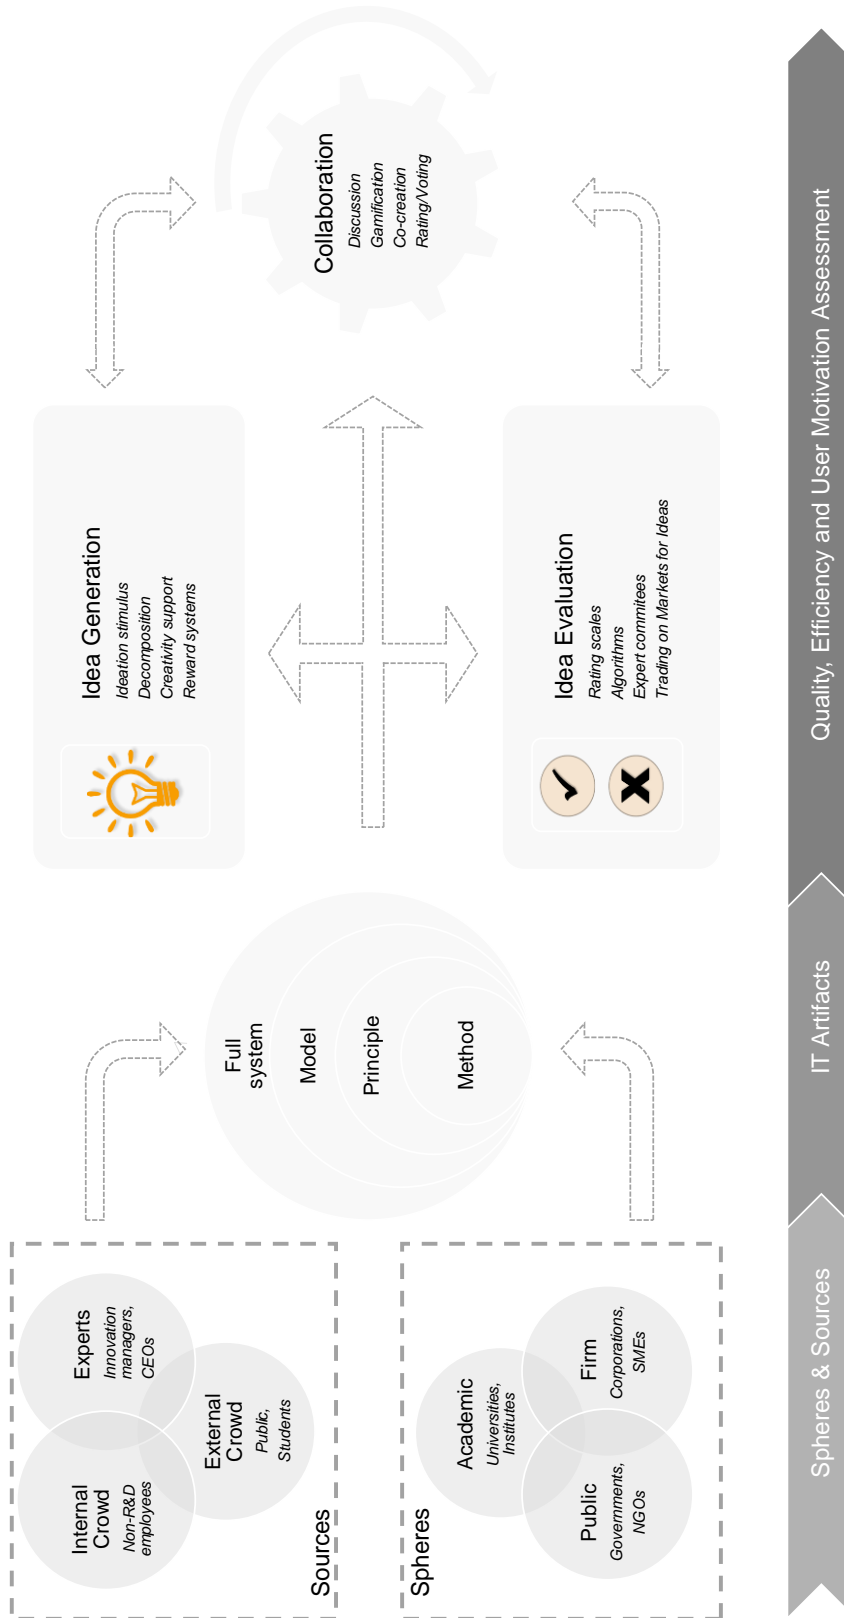 Sources
Internal
Crowd
Non-R&D
employees
Experts
Innovation
managers,
CEOs
External
Crowd
Public,
Students
Spheres
Academic
Universities,
Institutes
Public
Governments,
NGOs
Firm
Corporations,
SMEs
Full
system
Model
Principle
Method
Idea Generation
Ideation stimulus
Decomposition
Creativity support
Reward systems
Idea Evaluation
Rating scales
Algorithms
Expert commitees
Trading on Markets for Ideas
Collaboration
Discussion
Gamification
Co-creation
Rating/Voting
Spheres & Sources
IT Artifacts
Quality, Efficiency and User Motivation Assessment